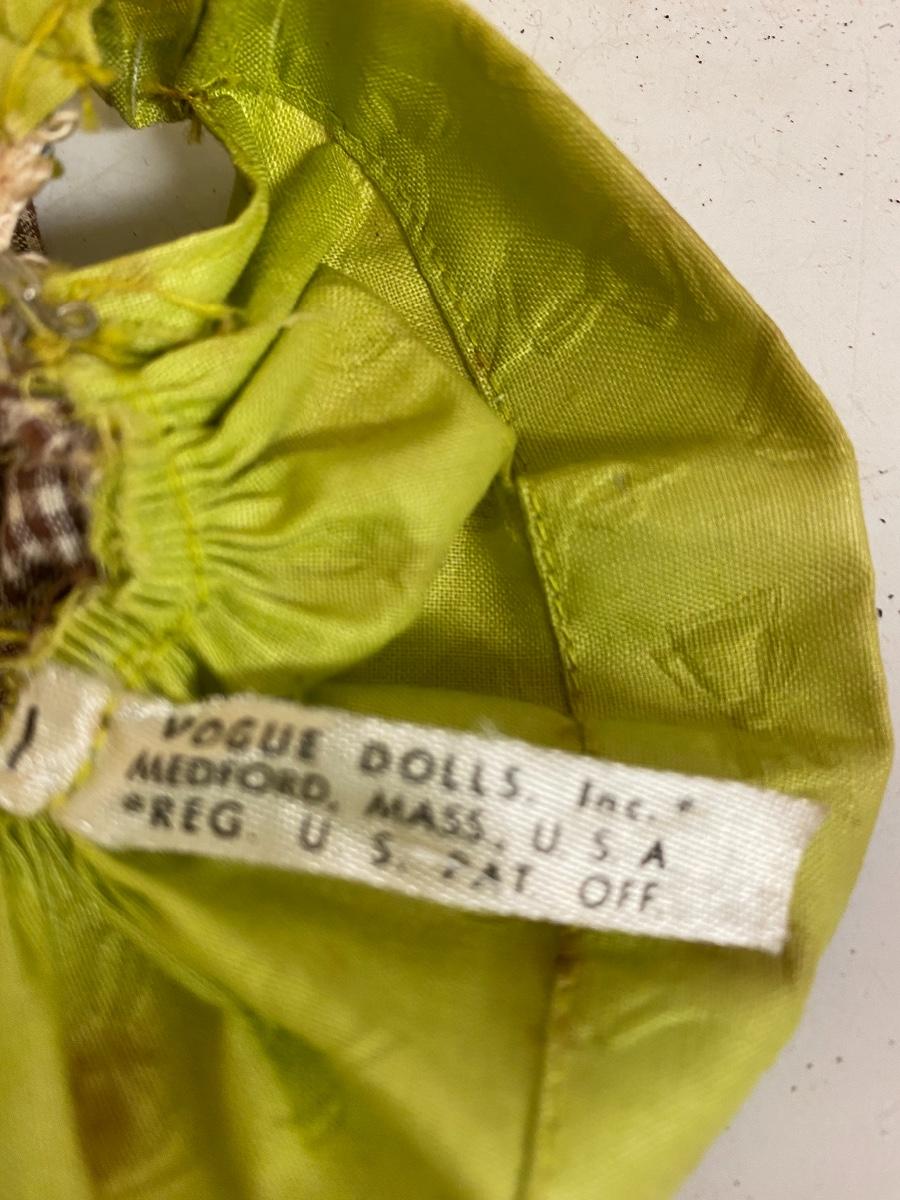 VOGUE DOLLS, Inc. *
MEDFORD, MASS. U S A
*REG. U. S. PAT. OFF.